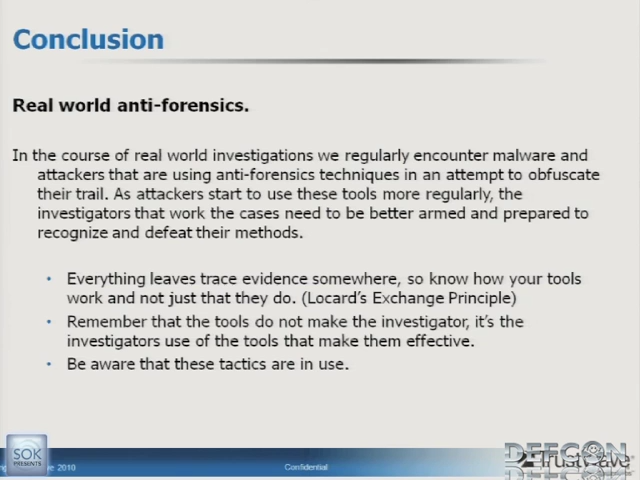 Conclusion
Real world anti-forensics.
In the course of real world investigations we regularly encounter malware and
attackers that are using anti-forensics techniques in an attempt to obfuscate
their trail. As attackers start to use these tools more regularly, the
investigators that work the cases need to be better armed and prepared to
recognize and defeat their methods.
• Everything leaves trace evidence somewhere, so know how your tools
work and not just that they do. (Locard's Exchange Principle)
• Remember that the tools do not make the investigator, it's the
investigators use of the tools that make them effective.
• Be aware that these tactics are in use.
SOK
PRESENTS
2010
Confidential
DEFCON
Trustwave